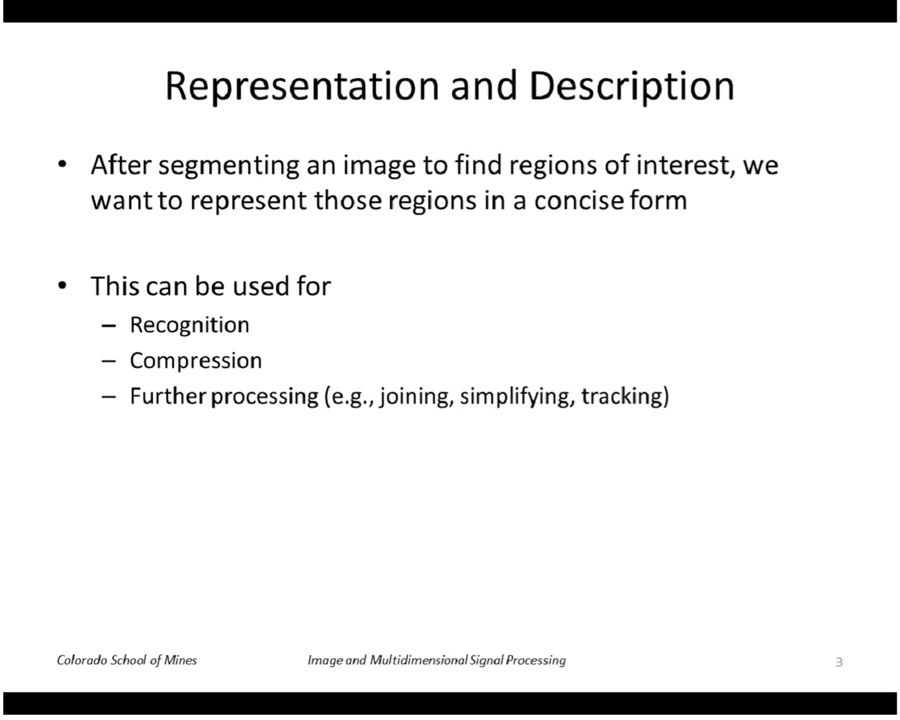 Representation and Description
• After segmenting an image to find regions of interest, we
want to represent those regions in a concise form
• This can be used for
– Recognition
– Compression
– Further processing (e.g., joining, simplifying, tracking)
Colorado School of Mines
Image and Multidimensional Signal Processing
3